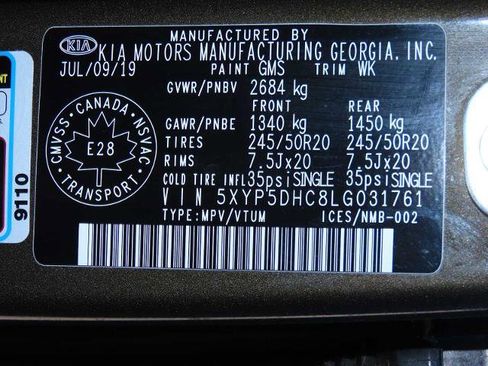 MANUFACTURED BY
KIA KIA MOTORS MANUFACTURING GEORGIA, INC.
JUL/09/19 PAINT GMS TRIM WK
GVWR/PNBV 2684 kg
FRONT REAR
GAWR/PNBE 1340 kg 1450 kg
TIRES 245/50R20 245/50R20
RIMS 7.5Jx20 7.5Jx20
COLD TIRE INFL 35psi SINGLE 35psi SINGLE
VIN 5XYP5DHC8LG031761
TYPE:MPV/VTUM ICES/NMB-002
CMVSS · CANADA · NSVAC
E28
TRANSPORT
9110